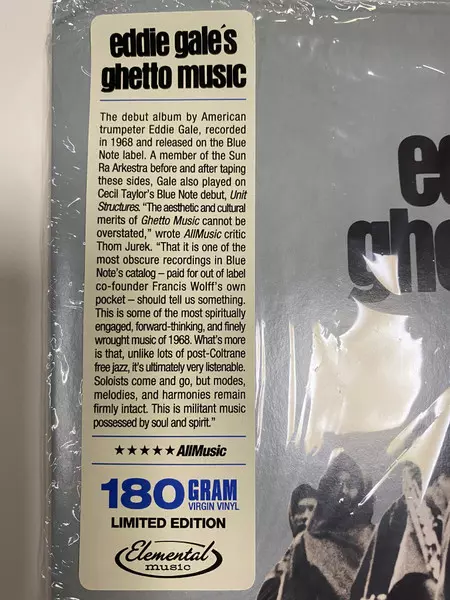 eddie gale's
ghetto music
The debut album by American
trumpeter Eddie Gale, recorded
in 1968 and released on the Blue
Note label. A member of the Sun
Ra Arkestra before and after taping
these sides, Gale also played on
Cecil Taylor's Blue Note debut, Unit
Structures. “The aesthetic and cultural
merits of Ghetto Music cannot be
overstated,” wrote AllMusic critic
Thom Jurek. “That it is one of the
most obscure recordings in Blue
Note's catalog – paid for out of label
co-founder Francis Wolff's own
pocket – should tell us something.
This is some of the most spiritually
engaged, forward-thinking, and finely
wrought music of 1968. What's more
is that, unlike lots of post-Coltrane
free jazz, it's ultimately very listenable.
Soloists come and go, but modes,
melodies, and harmonies remain
firmly intact. This is militant music
possessed by soul and spirit.”
★★★★★ AllMusic
180 GRAM
VIRGIN VINYL
LIMITED EDITION
Elemental
music